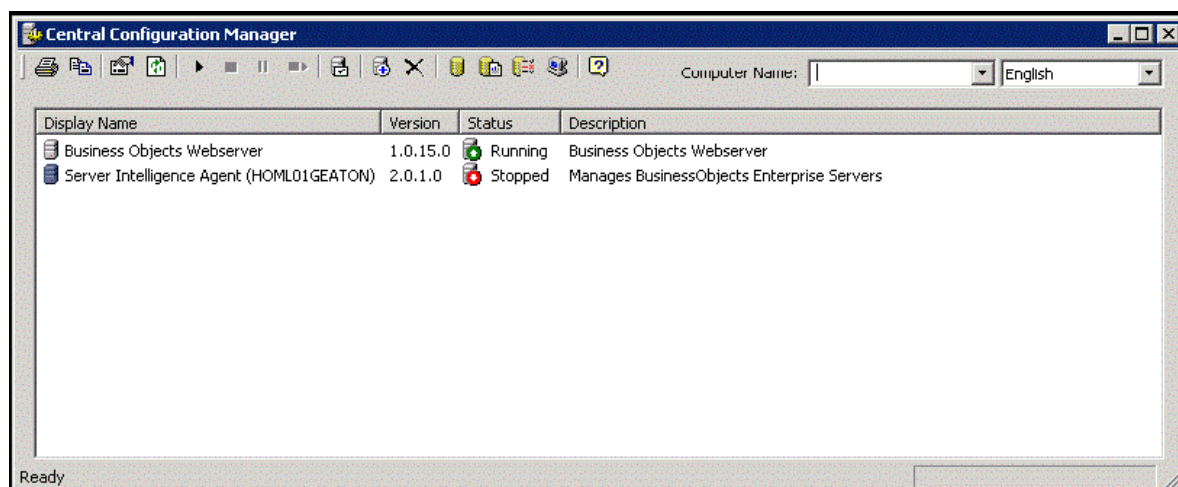 Central Configuration Manager
Computer Name: English
Display Name Version Status Description
Business Objects Webserver 1.0.15.0 Running Business Objects Webserver
Server Intelligence Agent (HOML01GEATON) 2.0.1.0 Stopped Manages BusinessObjects Enterprise Servers
Ready